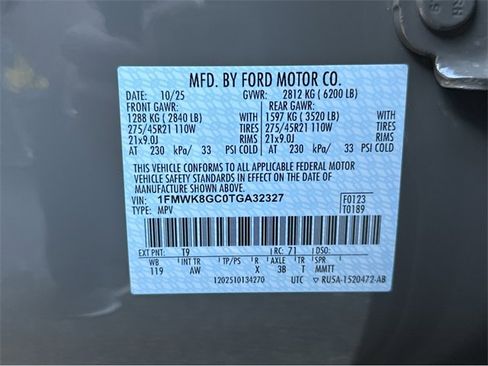 MFD. BY FORD MOTOR CO.
DATE: 10/25 GVWR: 2812 KG ( 6200 LB)
FRONT GAWR: REAR GAWR:
1288 KG ( 2840 LB) WITH 1597 KG ( 3520 LB) WITH
275/45R21 110W TIRES 275/45R21 110W TIRES
21x9.0J RIMS 21x9.0J RIMS
AT 230 kPa/ 33 PSI COLD AT 230 kPa/ 33 PSI COLD
THIS VEHICLE CONFORMS TO ALL APPLICABLE FEDERAL MOTOR
VEHICLE SAFETY STANDARDS IN EFFECT ON THE DATE OF
MANUFACTURE SHOWN ABOVE.
VIN: 1FMWK8GC0TGA32327 F0123
TYPE: MPV T0189
EXT PNT: T9 RC: 71 DSO:
WB INT TR TP/PS R AXLE TR SPR
119 AW X 3B T MMTT
1202510134270 UTC ▽ RU5A-1520472-AB